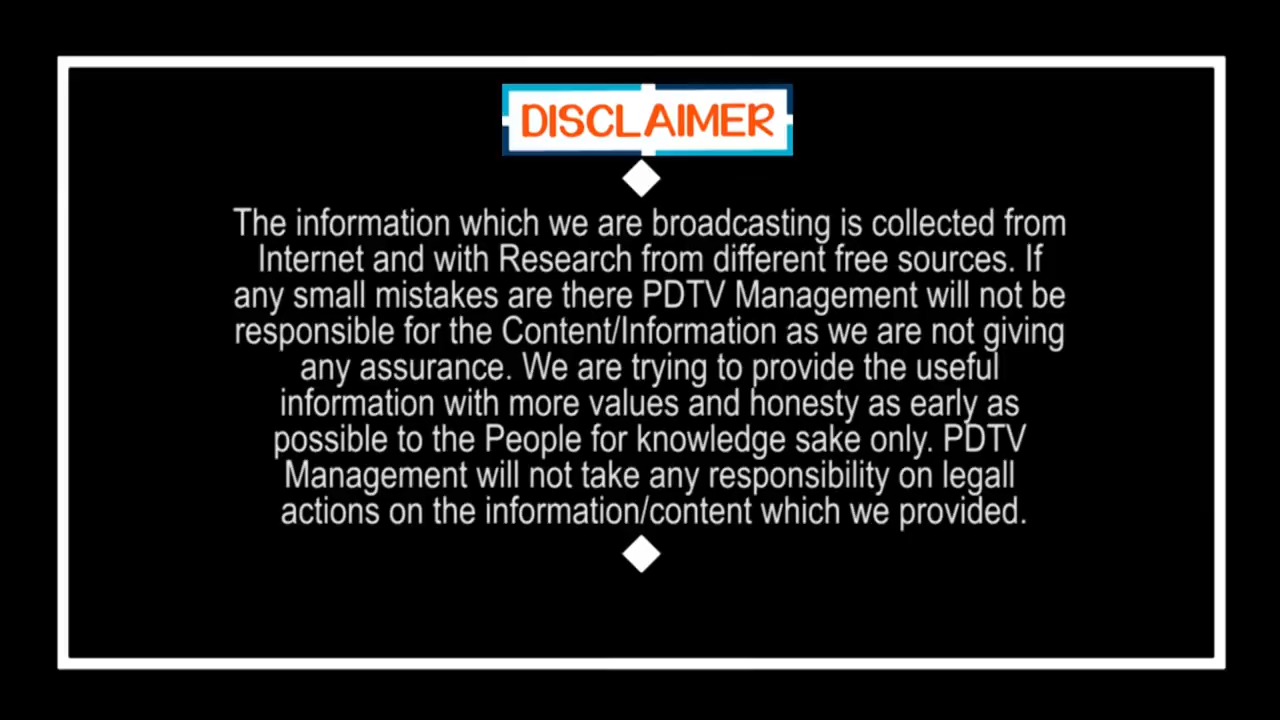 DISCLAIMER
The information which we are broadcasting is collected from
Internet and with Research from different free sources. If
any small mistakes are there PDTV Management will not be
responsible for the Content/Information as we are not giving
any assurance. We are trying to provide the useful
information with more values and honesty as early as
possible to the People for knowledge sake only. PDTV
Management will not take any responsibility on legall
actions on the information/content which we provided.